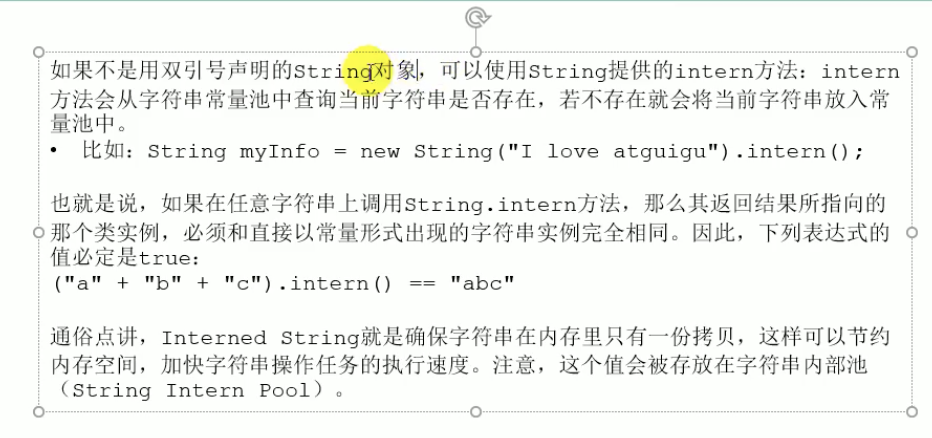 如果不是用双引号声明的String对象，可以使用String提供的intern方法：intern
方法会从字符串常量池中查询当前字符串是否存在，若不存在就会将当前字符串放入常
量池中。
• 比如：String myInfo = new String("I love atguigu").intern();
也就是说，如果在任意字符串上调用String.intern方法，那么其返回结果所指向的
那个类实例，必须和直接以常量形式出现的字符串实例完全相同。因此，下列表达式的
值必定是true：
("a" + "b" + "c").intern() == "abc"
通俗点讲，Interned String就是确保字符串在内存里只有一份拷贝，这样可以节约
内存空间，加快字符串操作任务的执行速度。注意，这个值会被存放在字符串内部池
（String Intern Pool）。